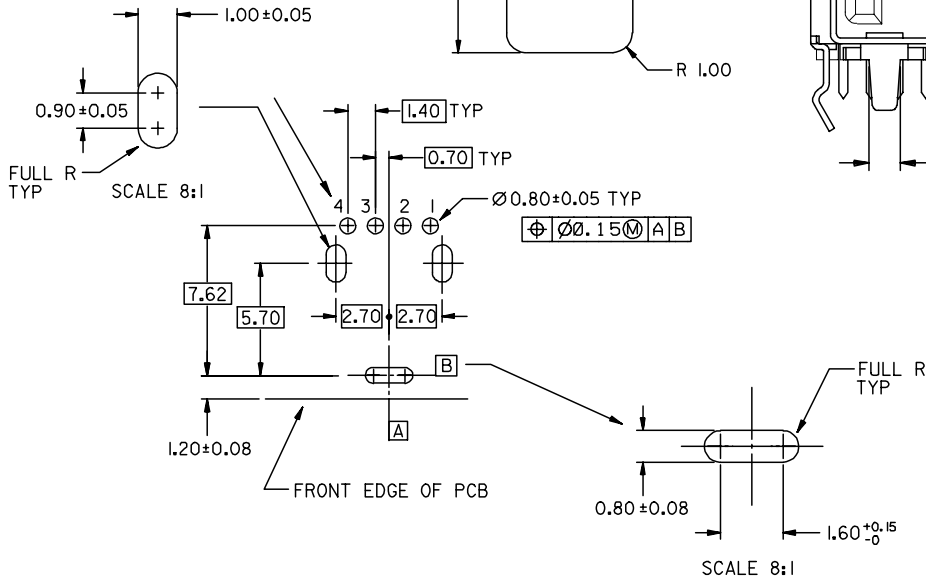 1.00±0.05
R 1.00
0.90±0.05
FULL R
TYP
SCALE 8:1
1.40 TYP
0.70 TYP
4 3 2 1
Ø0.80±0.05 TYP
⌖ Ø0.15Ⓜ A B
7.62
5.70
2.70 2.70
B
A
1.20±0.08
FRONT EDGE OF PCB
FULL R
TYP
0.80±0.08
1.60 +0.15 -0
SCALE 8:1